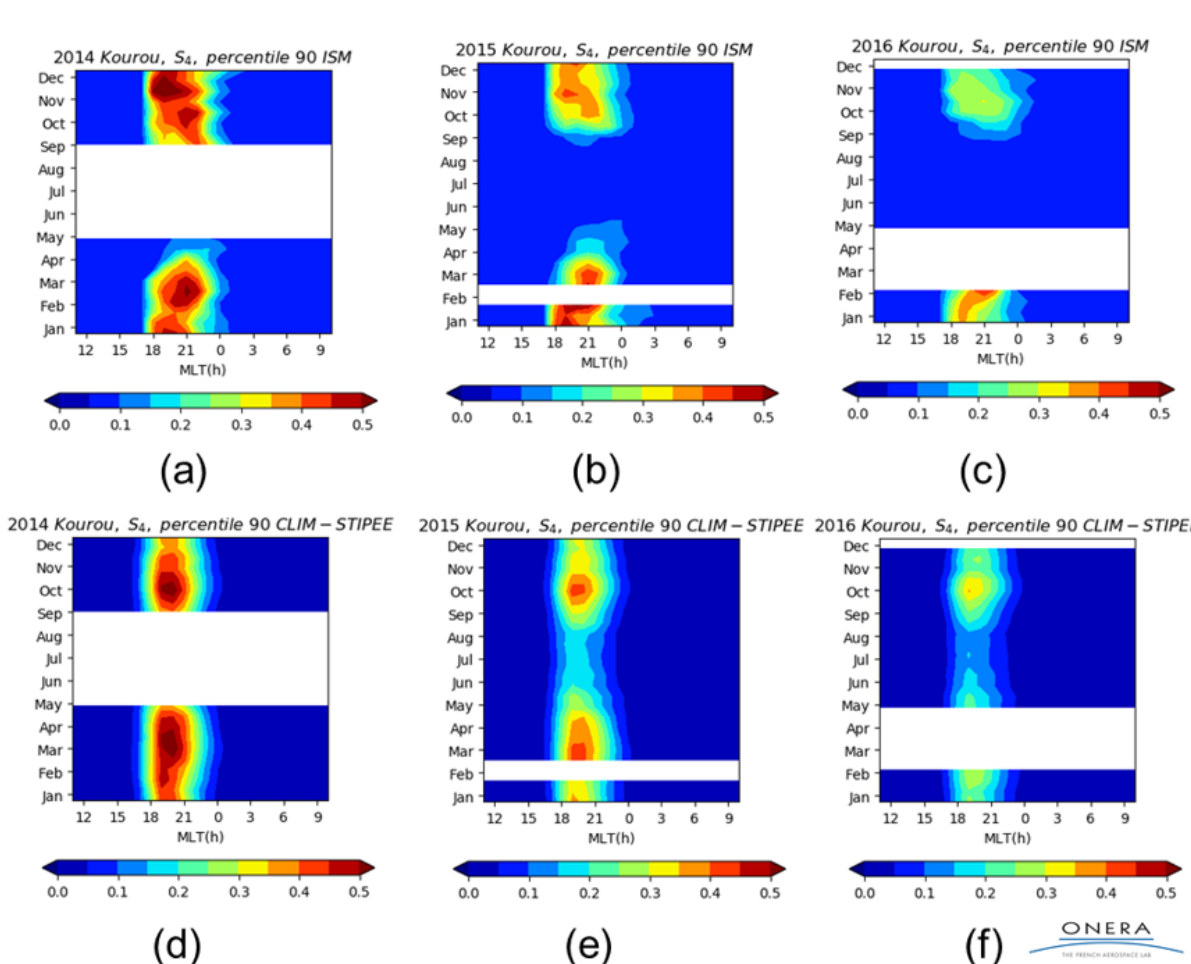 2014 Kourou, S4, percentile 90 ISM
Dec
Nov
Oct
Sep
Aug
Jul
Jun
May
Apr
Mar
Feb
Jan
12 15 18 21 0 3 6 9
MLT(h)
0.0 0.1 0.2 0.3 0.4 0.5
(a)
2015 Kourou, S4, percentile 90 ISM
Dec
Nov
Oct
Sep
Aug
Jul
Jun
May
Apr
Mar
Feb
Jan
12 15 18 21 0 3 6 9
MLT(h)
0.0 0.1 0.2 0.3 0.4 0.5
(b)
2016 Kourou, S4, percentile 90 ISM
Dec
Nov
Oct
Sep
Aug
Jul
Jun
May
Apr
Mar
Feb
Jan
12 15 18 21 0 3 6 9
MLT(h)
0.0 0.1 0.2 0.3 0.4 0.5
(c)
2014 Kourou, S4, percentile 90 CLIM−STIPEE
Dec
Nov
Oct
Sep
Aug
Jul
Jun
May
Apr
Mar
Feb
Jan
12 15 18 21 0 3 6 9
MLT(h)
0.0 0.1 0.2 0.3 0.4 0.5
(d)
2015 Kourou, S4, percentile 90 CLIM−STIPEE
Dec
Nov
Oct
Sep
Aug
Jul
Jun
May
Apr
Mar
Feb
Jan
12 15 18 21 0 3 6 9
MLT(h)
0.0 0.1 0.2 0.3 0.4 0.5
(e)
2016 Kourou, S4, percentile 90 CLIM−STIPE
Dec
Nov
Oct
Sep
Aug
Jul
Jun
May
Apr
Mar
Feb
Jan
12 15 18 21 0 3 6 9
MLT(h)
0.0 0.1 0.2 0.3 0.4 0.5
(f)
ONERA
THE FRENCH AEROSPACE LAB